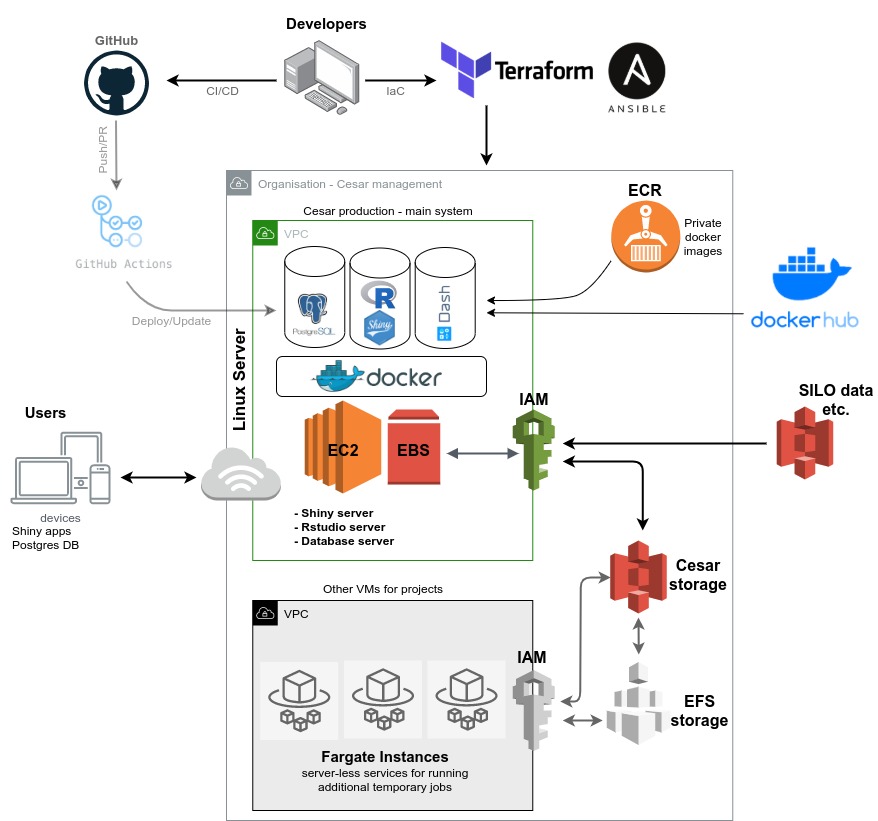 Developers
GitHub
CI/CD
IaC
Terraform
A
ANSIBLE
Push/PR
GitHub Actions
Deploy/Update
Organisation - Cesar management
Cesar production - main system
VPC
PostgreSQL
R
Shiny
Dash
docker
ECR
Private
docker
images
dockerhub
Linux Server
EC2
EBS
IAM
SILO data
etc.
Users
devices
Shiny apps
Postgres DB
- Shiny server
- Rstudio server
- Database server
Cesar
storage
Other VMs for projects
VPC
IAM
EFS
storage
Fargate Instances
server-less services for running
additional temporary jobs